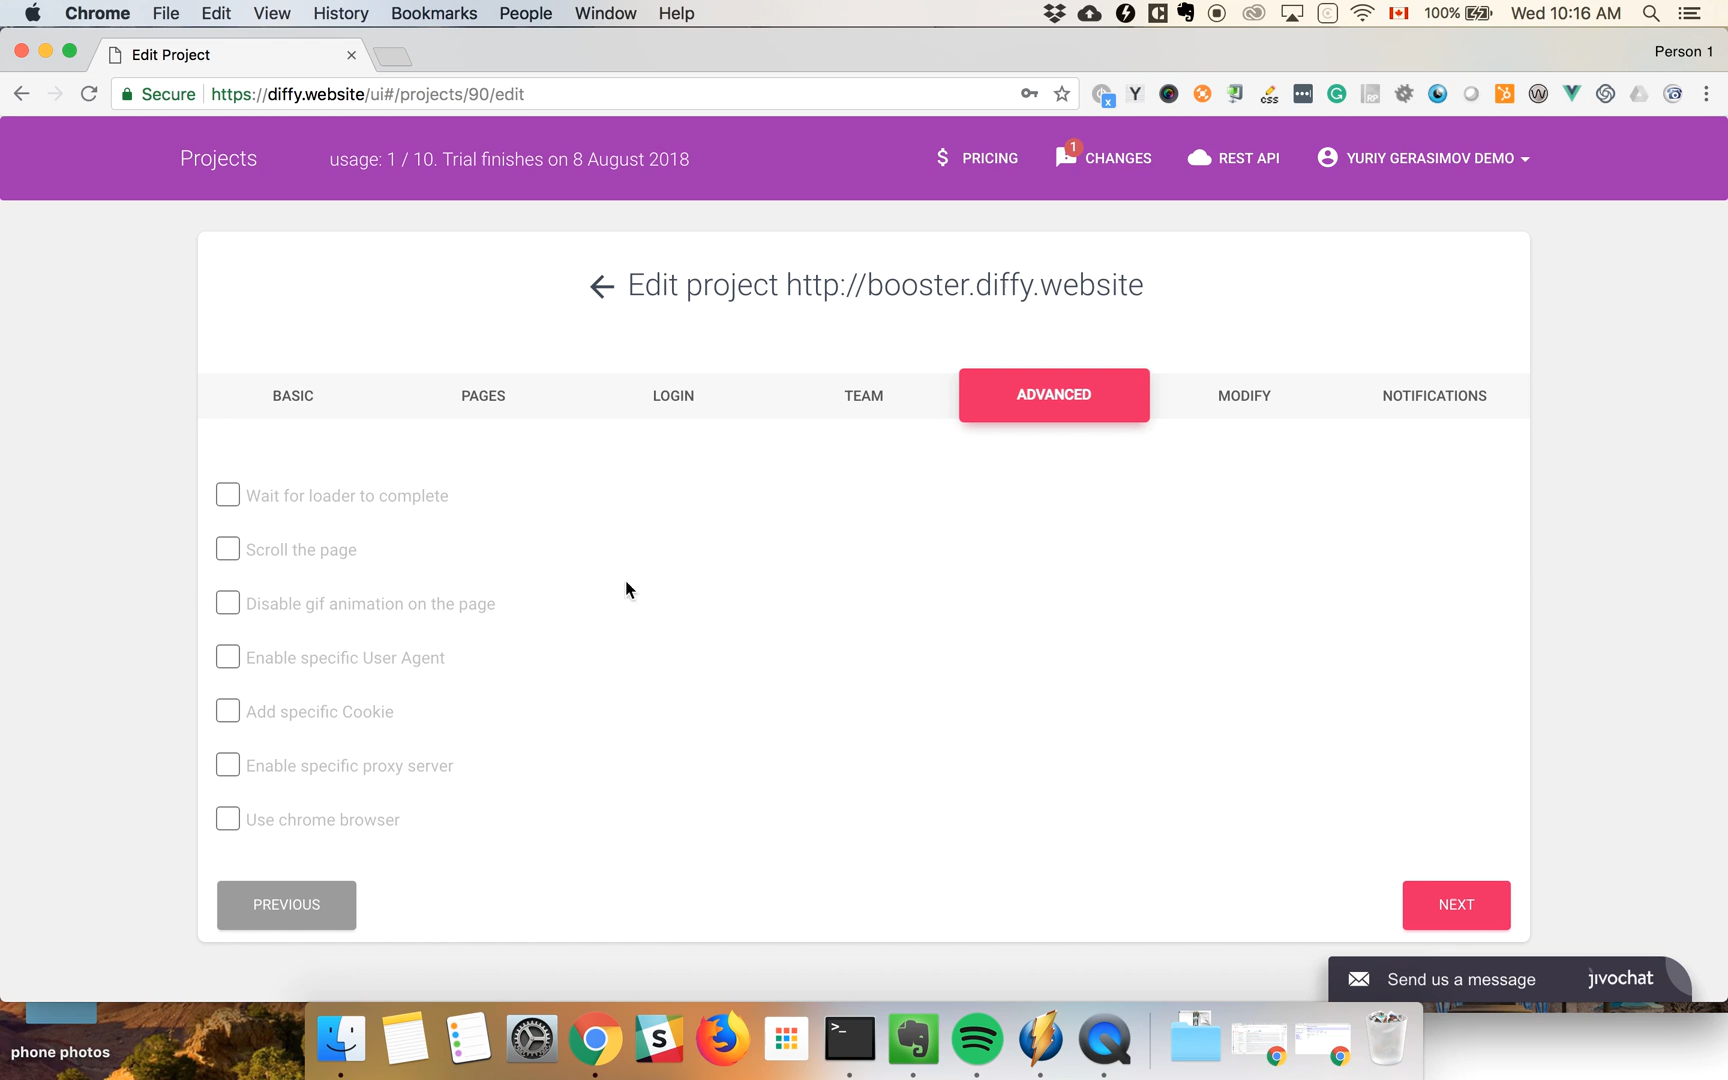 Chrome File Edit View History Bookmarks People Window Help 100% Wed 10:16 AM
Edit Project Person 1
Secure https://diffy.website/ui#/projects/90/edit
Projects usage: 1 / 10. Trial finishes on 8 August 2018 $ PRICING 1 CHANGES REST API YURIY GERASIMOV DEMO
Edit project http://booster.diffy.website
BASIC PAGES LOGIN TEAM ADVANCED MODIFY NOTIFICATIONS
Wait for loader to complete
Scroll the page
Disable gif animation on the page
Enable specific User Agent
Add specific Cookie
Enable specific proxy server
Use chrome browser
PREVIOUS NEXT
Send us a message jivochat
phone photos